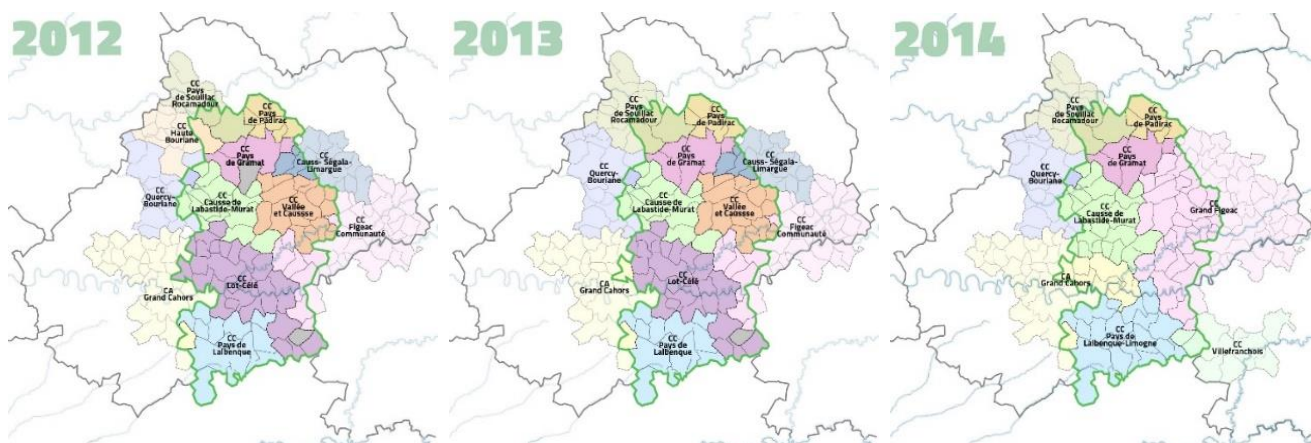 2012
CC
Pays
de Souillac
Rocamadour
CC
Pays
de Padirac
CC
Haute
Bouriane
CC
Pays
de Gramat
CC
Causs- Ségala-
Limargue
CC
Quercy-
Bouriane
CC
Causse de
Labastide-Murat
CC
Vallée
et Caussse
CC
Figeac
Communauté
CC
Lot-Célé
CA
Grand Cahors
CC
Pays de
Lalbenque
2013
CC
Pays
de Souillac
Rocamadour
CC
Pays
de Padirac
CC
Pays
de Gramat
CC
Causs- Ségala-
Limargue
CC
Quercy-
Bouriane
CC
Causse de
Labastide-Murat
CC
Vallée
et Caussse
CC
Figeac
Communauté
CC
Lot-Célé
CA
Grand Cahors
CC
Pays de
Lalbenque
2014
CC
Pays
de Souillac
Rocamadour
CC
Pays
de Padirac
CC
Pays
de Gramat
CC
Quercy-
Bouriane
CC
Causse de
Labastide-Murat
CC
Grand Figeac
CA
Grand Cahors
CC
Pays de
Lalbenque-Limogne
CC
Villefranchois